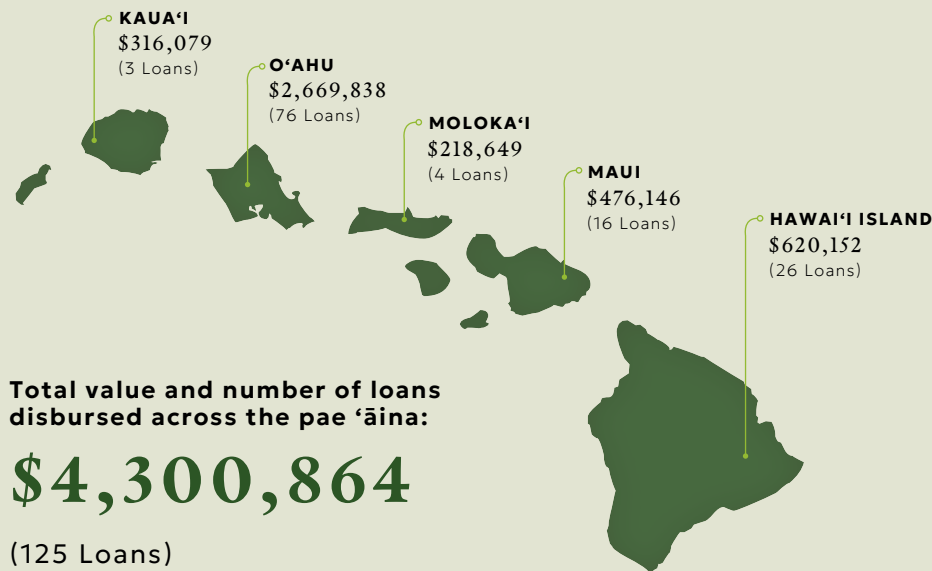 KAUAʻI
$316,079
(3 Loans)
OʻAHU
$2,669,838
(76 Loans)
MOLOKAʻI
$218,649
(4 Loans)
MAUI
$476,146
(16 Loans)
HAWAIʻI ISLAND
$620,152
(26 Loans)
Total value and number of loans
disbursed across the pae ʻāina:
$4,300,864
(125 Loans)